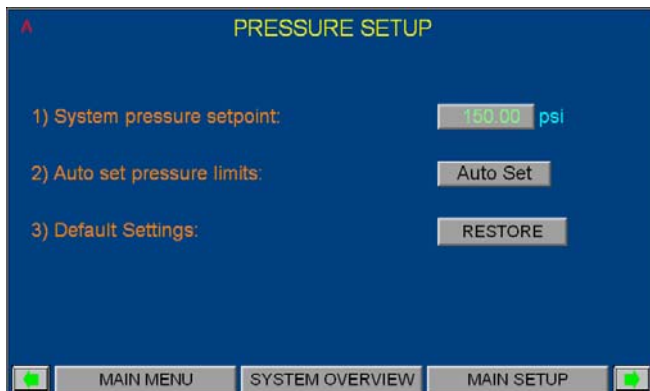 PRESSURE SETUP
1) System pressure setpoint: 150.00 psi
2) Auto set pressure limits: Auto Set
3) Default Settings: RESTORE
MAIN MENU SYSTEM OVERVIEW MAIN SETUP